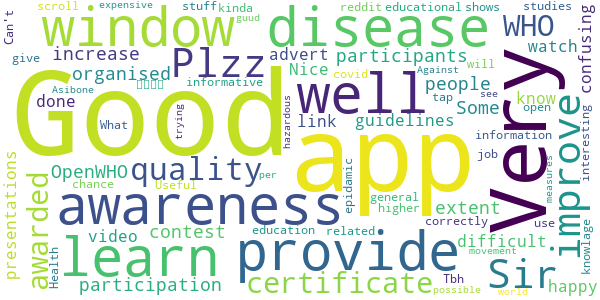 scroll
expensive
guud
stuff
kinda
reddit
educational
shows
studies
Can't
window
disease
WHO
confusing
give
increase
Plzz
advert
participants
watch
organised
Nice
will
Asibone
informative
covid
Against
people
done
Good
well
link
tap
see
Some
know
open
What
trying
hazardous
guidelines
information
interesting
very
improve
job
OpenWHO
quality
app
chance
Useful
per
epidamic
general
higher
extent
correctly
use
measures
presentations
awarded
awareness
Health
video
contest
education
related
provide
difficult
movement
learn
certificate
Tbh
Sir
happy
knowlage
participation
possible
world